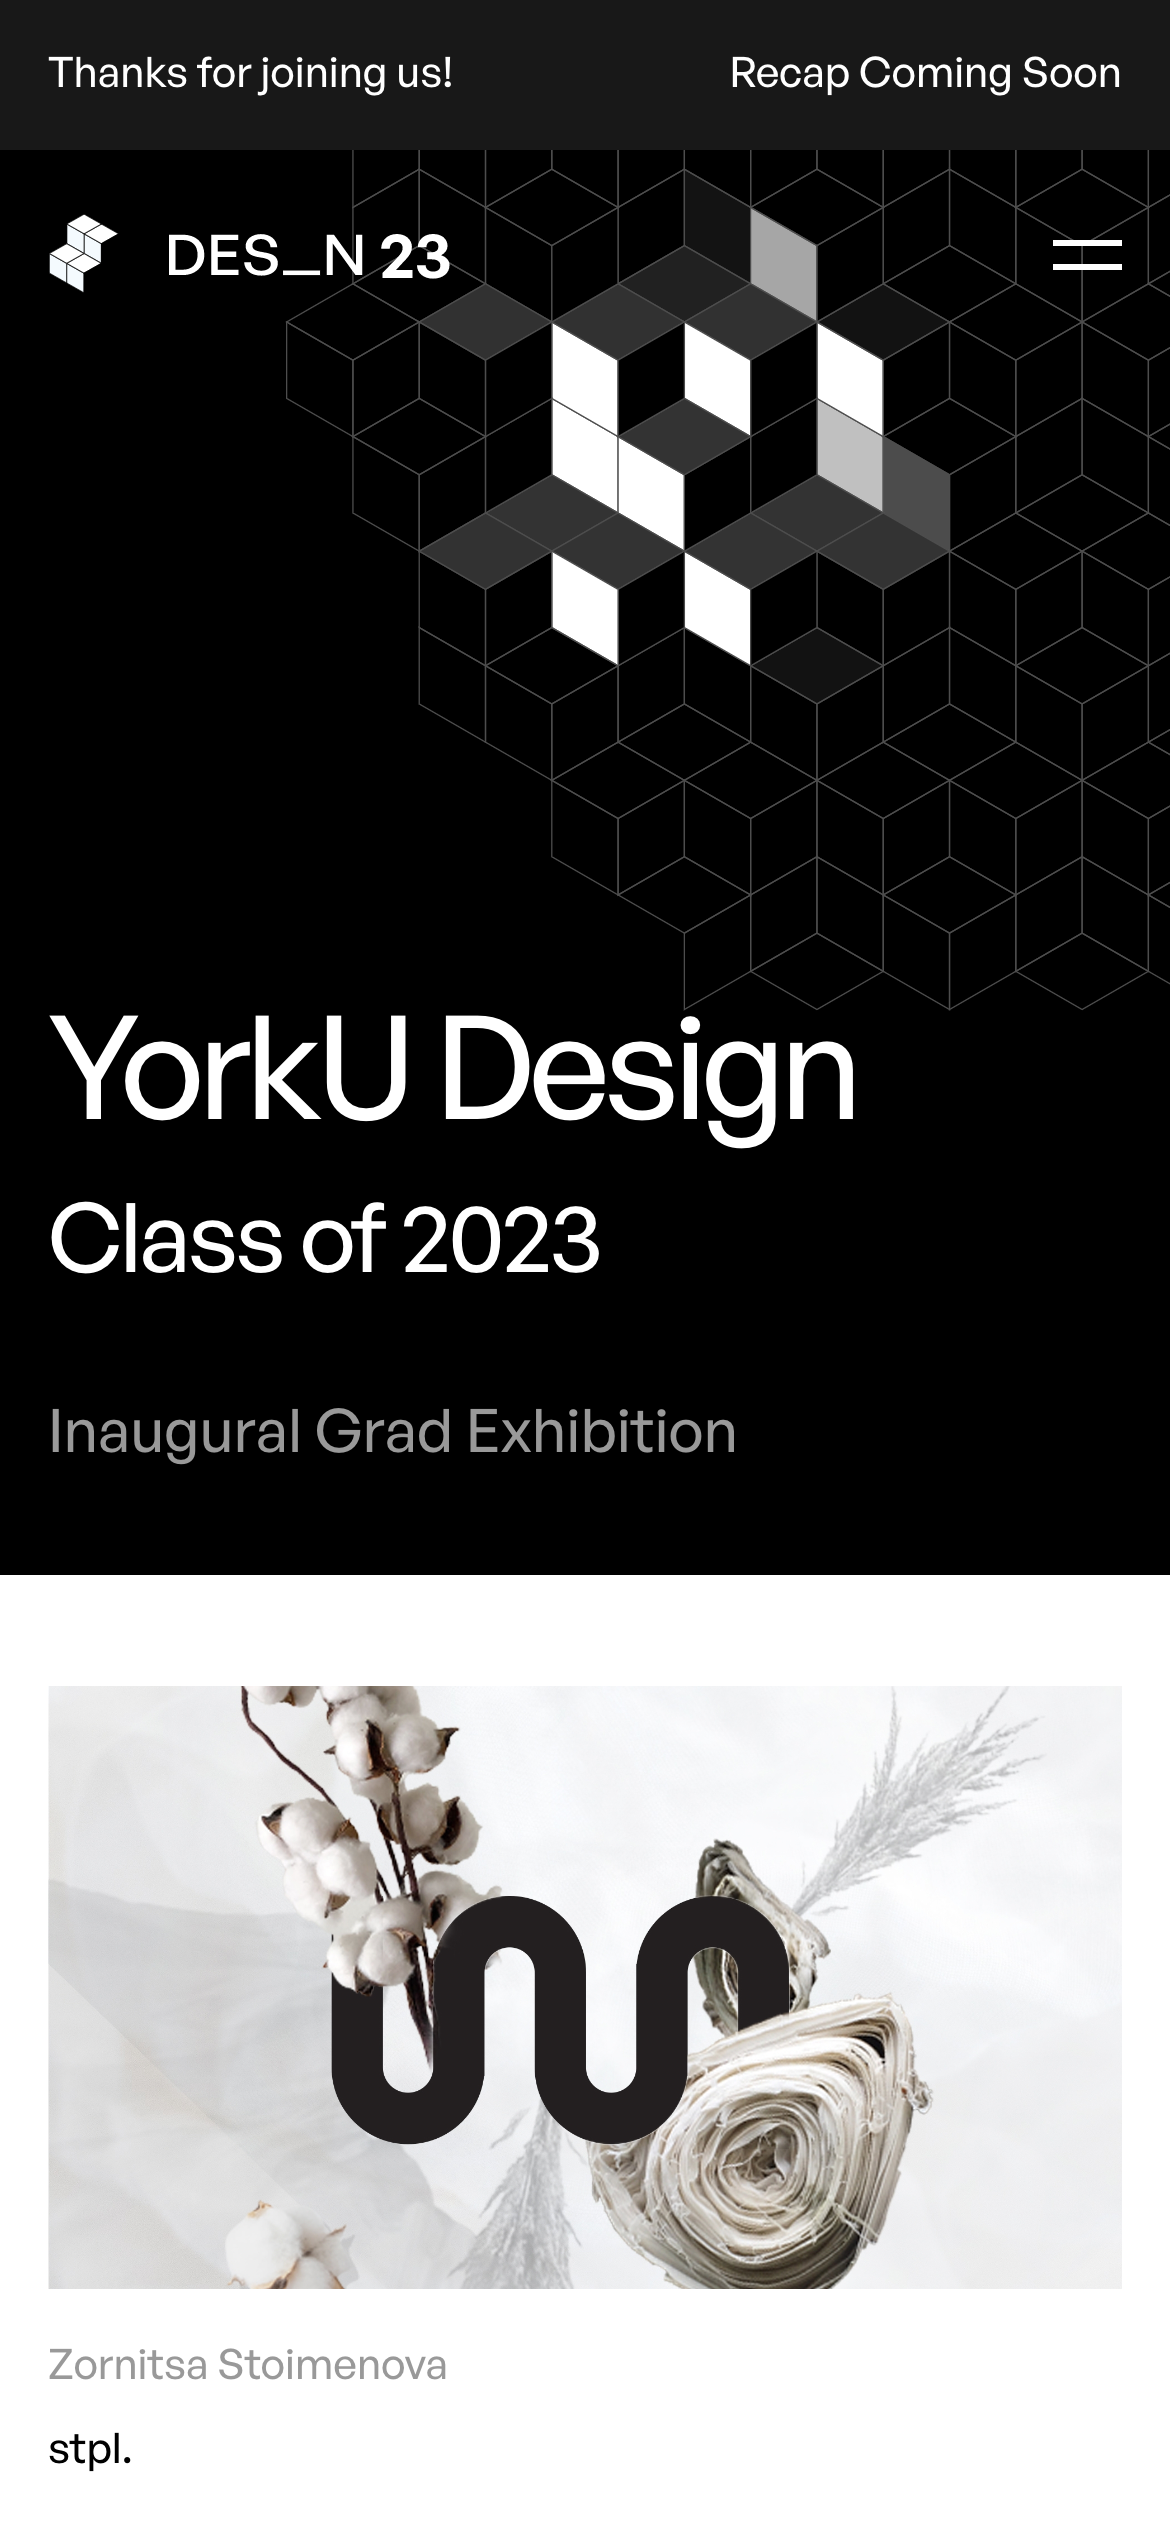 Thanks for joining us!
Recap Coming Soon
DES_N 23
YorkU Design
Class of 2023
Inaugural Grad Exhibition
Zornitsa Stoimenova
stpl.